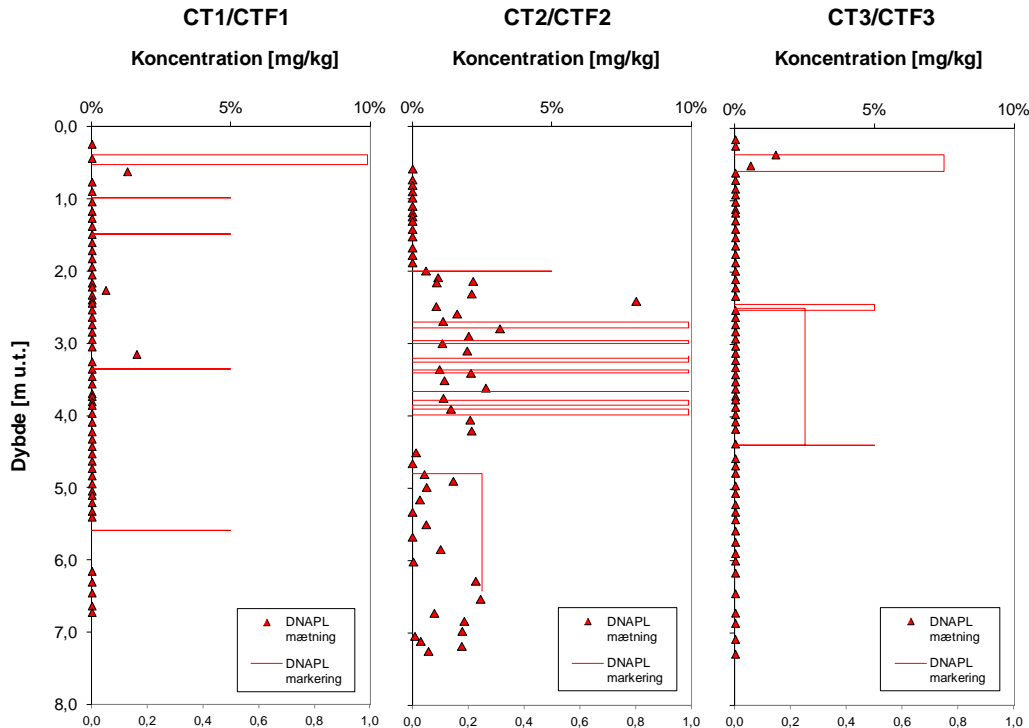 CT1/CTF1 CT2/CTF2 CT3/CTF3
Koncentration [mg/kg] Koncentration [mg/kg] Koncentration [mg/kg]
0% 5% 10% 0% 5% 10% 0% 5% 10%
0,0
1,0
2,0
3,0
4,0
5,0
6,0
7,0
8,0
Dybde [m u.t.]
DNAPL DNAPL DNAPL
mætning mætning mætning
DNAPL DNAPL DNAPL
markering markering markering
0,0 0,2 0,4 0,6 0,8 1,0 0,0 0,2 0,4 0,6 0,8 1,0 0,0 0,2 0,4 0,6 0,8 1,0